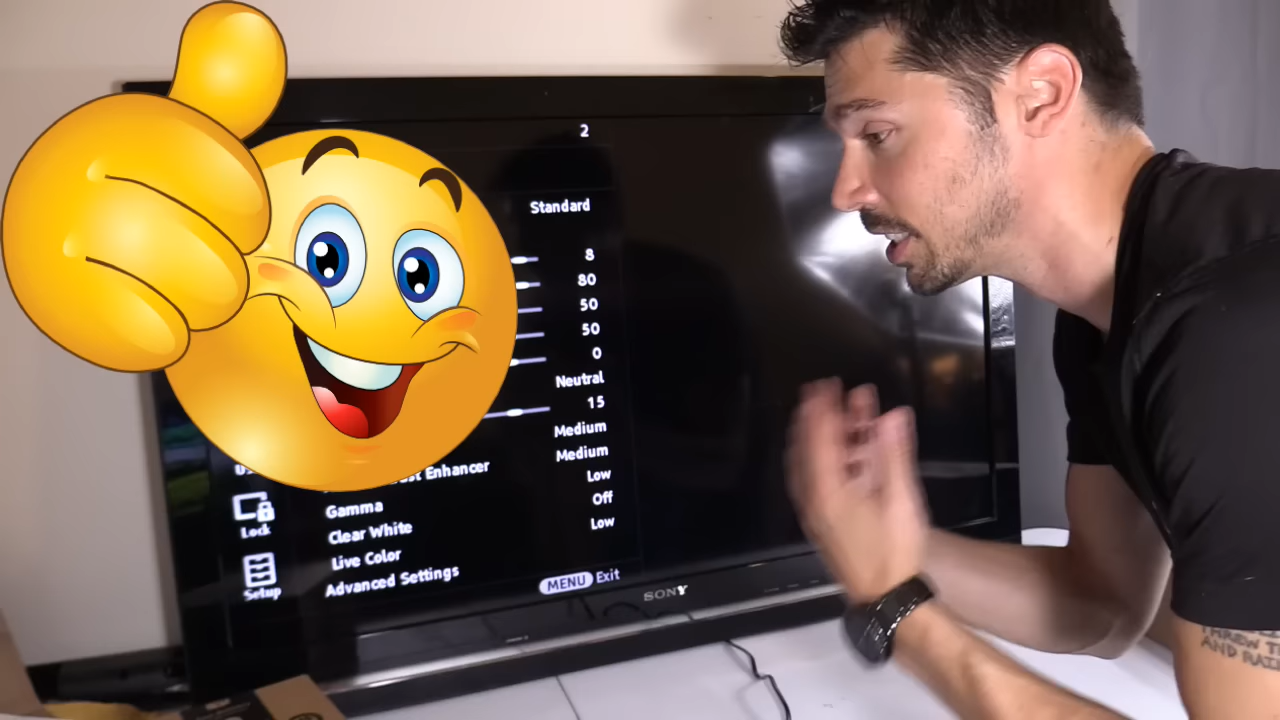 2
Standard
8
80
50
50
0
Neutral
15
Medium
Medium
Enhancer Low
Gamma Off
Clear White Low
Live Color
Advanced Settings
Lock
Setup
MENU Exit
SONY
AND